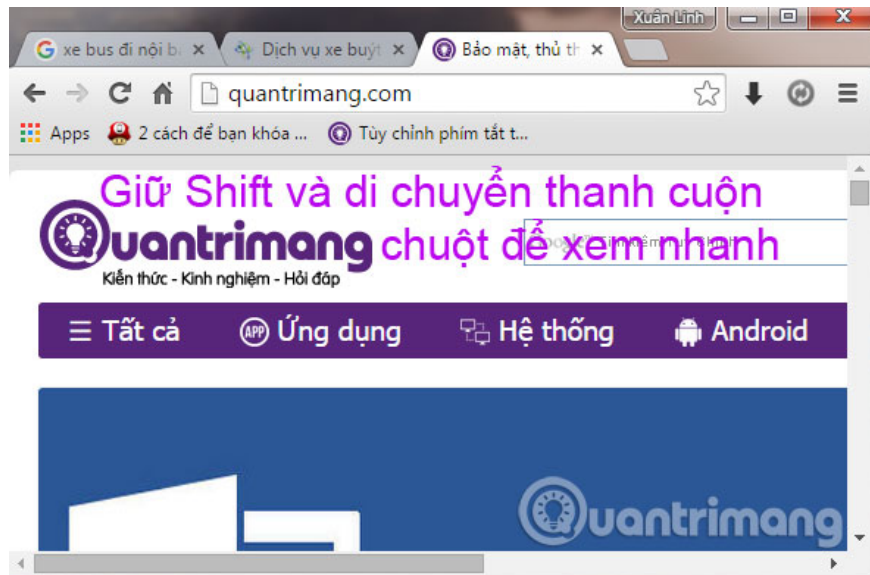 Xuân Linh
xe bus đi nội b
Dịch vụ xe buýt
Bảo mật, thủ th
quantrimang.com
Apps 2 cách để bạn khóa ... Tùy chỉnh phím tắt t...
Giữ Shift và di chuyển thanh cuộn
Quantrimang chuột để xem nhanh
Kiến thức - Kinh nghiệm - Hỏi đáp
Tất cả APP Ứng dụng Hệ thống Android
Quantrimang